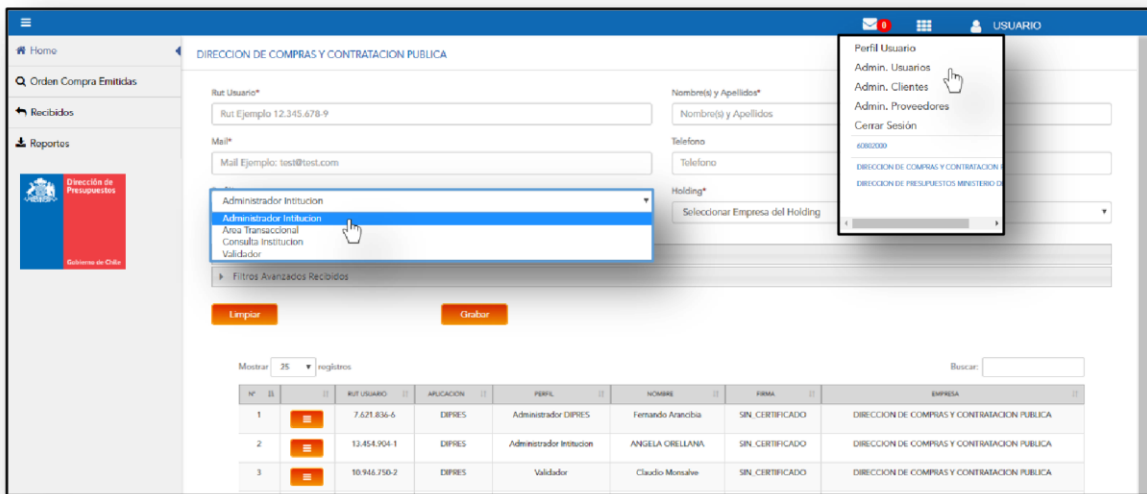 0
USUARIO
Home
Orden Compra Emitidas
Recibidos
Reportes
Dirección de
Presupuestos
Gobierno de Chile
DIRECCION DE COMPRAS Y CONTRATACION PUBLICA
Perfil Usuario
Admin. Usuarios
Admin. Clientes
Admin. Proveedores
Cerrar Sesión
60802000
DIRECCION DE COMPRAS Y CONTRATACION
DIRECCION DE PRESUPUESTOS MINISTERIO
Rut Usuario*
Nombre(s) y Apellidos*
Rut Ejemplo 12.345.678-9
Nombre(s) y Apellidos
Mail*
Telefono
Mail Ejemplo: test@test.com
Telefono
Holding*
Administrador Intitucion
Seleccionar Empresa del Holding
Administrador Intitucion
Area Transaccional
Consulta Institucion
Validador
Filtros Avanzados Recibidos
Limpiar
Grabar
Mostrar 25 registros
Buscar:
N° RUT USUARIO APLICACIÓN PERFIL NOMBRE FIRMA EMPRESA
1 7.621.836-6 DIPRES Administrador DIPRES Fernando Arancibia SIN_CERTIFICADO DIRECCION DE COMPRAS Y CONTRATACION PUBLICA
2 13.454.904-1 DIPRES Administrador Intitucion ANGELA ORELLANA SIN_CERTIFICADO DIRECCION DE COMPRAS Y CONTRATACION PUBLICA
3 10.946.750-2 DIPRES Validador Claudio Monsalve SIN_CERTIFICADO DIRECCION DE COMPRAS Y CONTRATACION PUBLICA